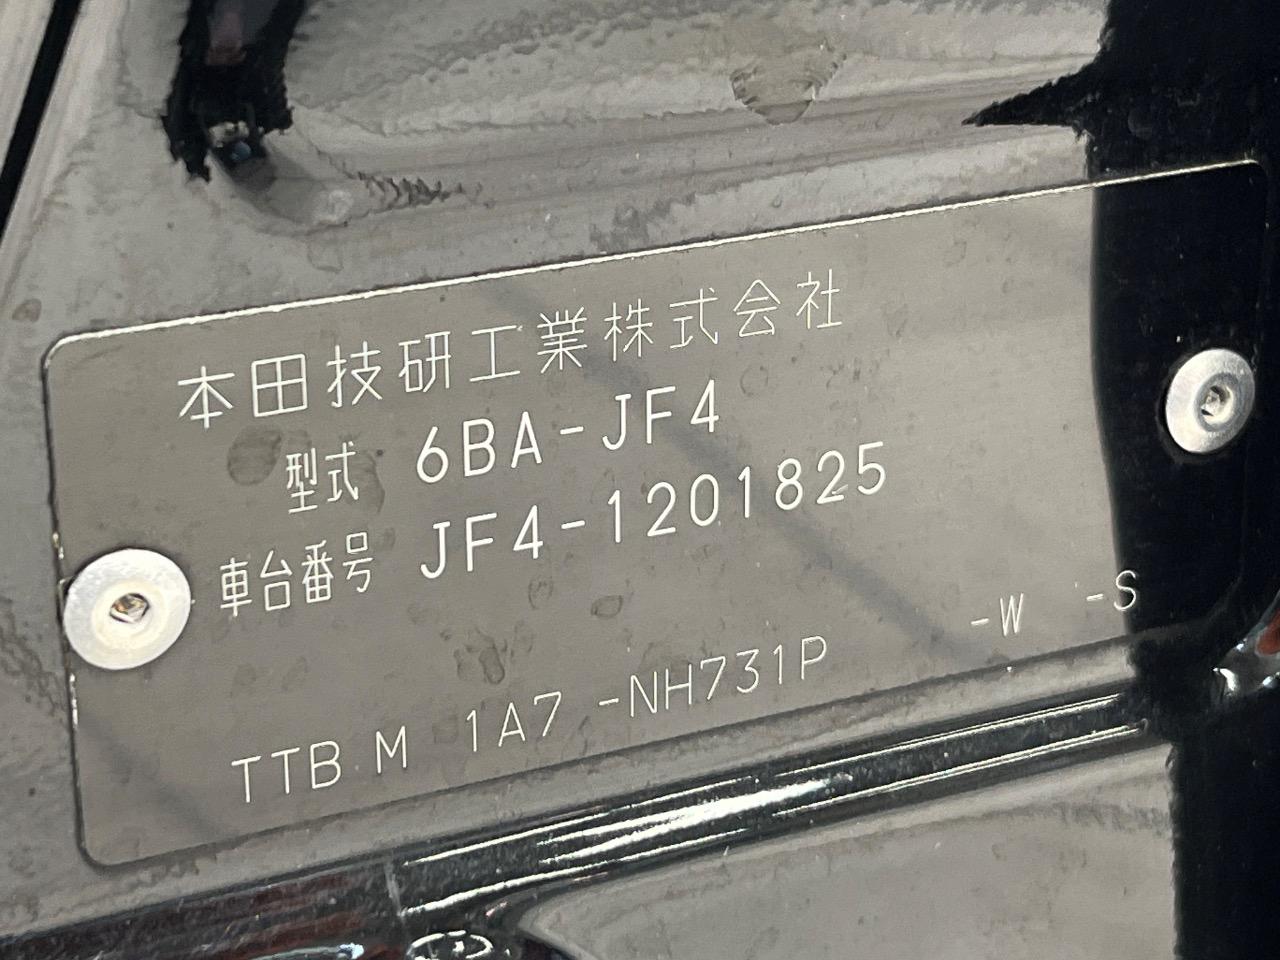 本田技研工業株式会社
型式 6BA-JF4
車台番号 JF4-1201825
TTB M 1A7 -NH731P -W -S